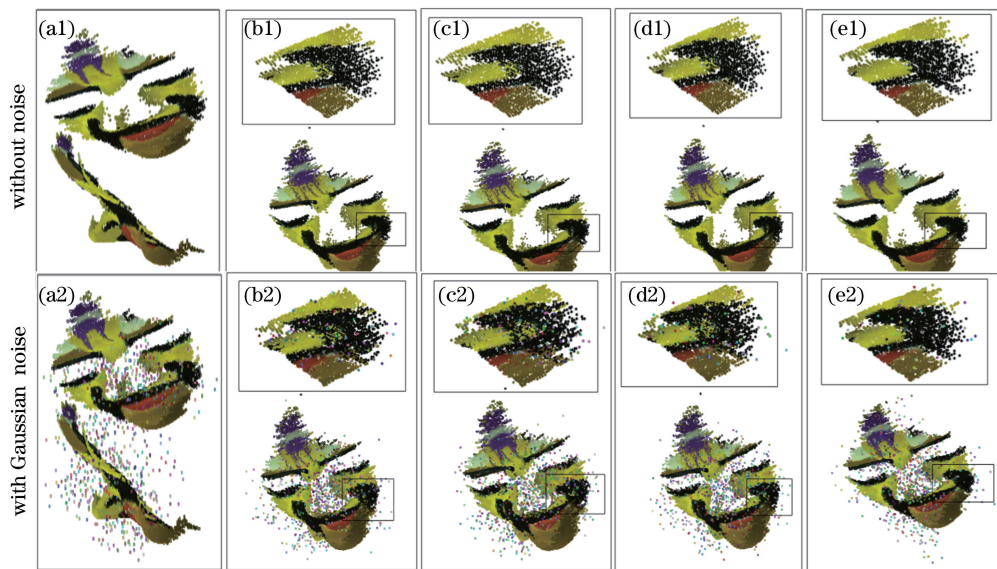 (a1) (b1) (c1) (d1) (e1)
without noise
(a2) (b2) (c2) (d2) (e2)
with Gaussian noise